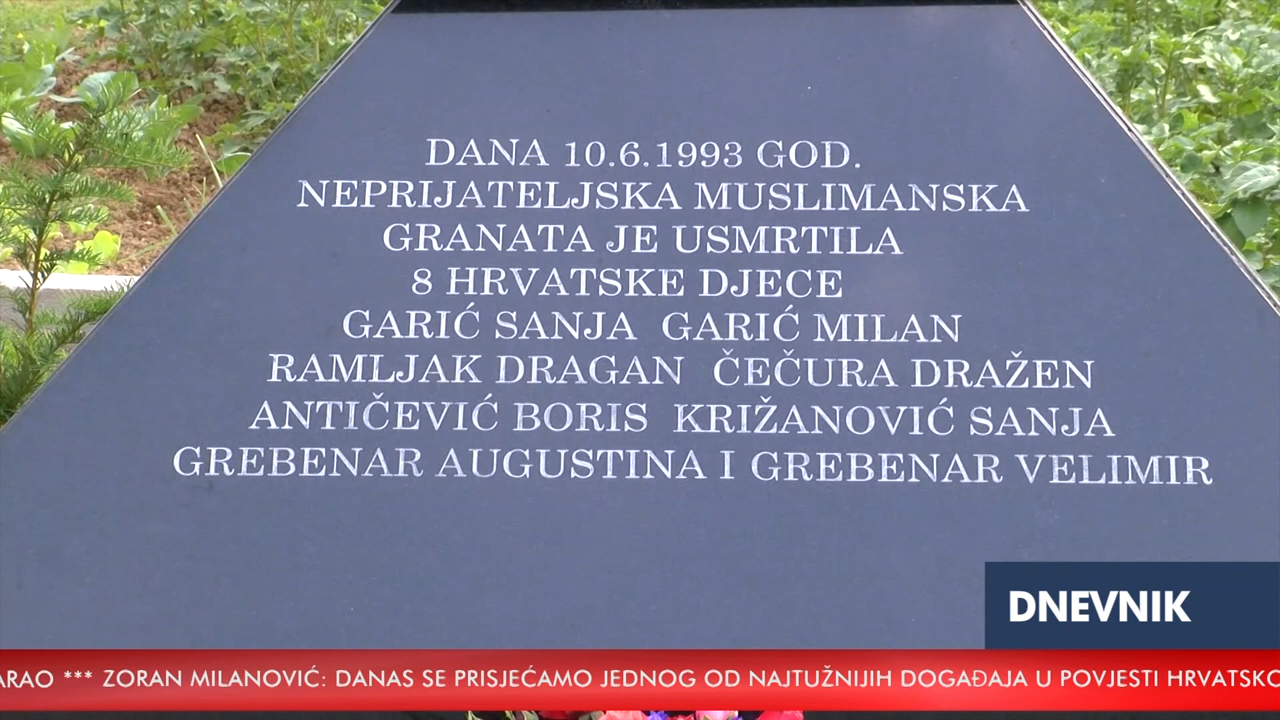 DANA 10.6.1993 GOD.
NEPRIJATELJSKA MUSLIMANSKA
GRANATA JE USMRTILA
8 HRVATSKE DJECE
GARIĆ SANJA GARIĆ MILAN
RAMLJAK DRAGAN ČEČURA DRAŽEN
ANTIČEVIĆ BORIS KRIŽANOVIĆ SANJA
GREBENAR AUGUSTINA I GREBENAR VELIMIR
DNEVNIK
ARAO *** ZORAN MILANOVIĆ: DANAS SE PRISJEĆAMO JEDNOG OD NAJTUŽNIJIH DOGAĐAJA U POVJESTI HRVATSKO